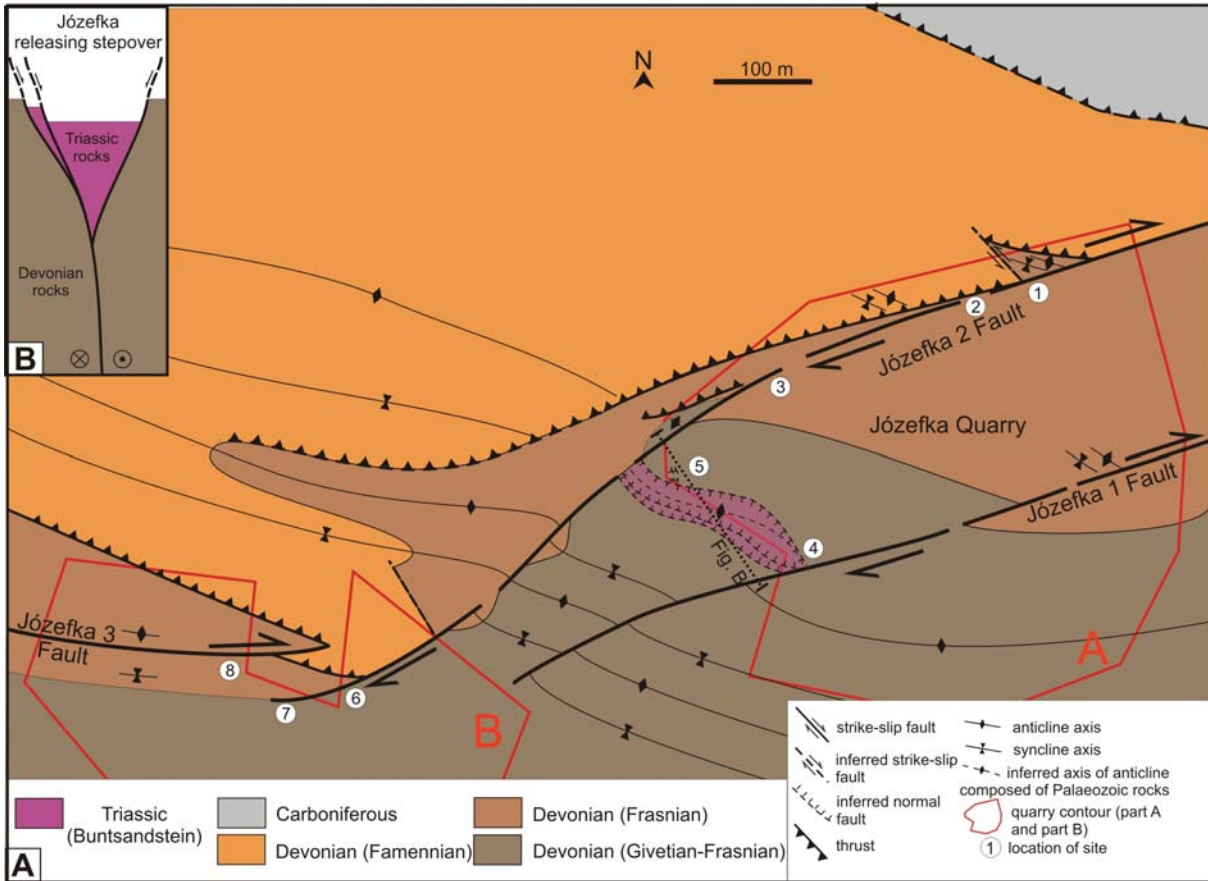 Józefka
releasing stepover
Triassic
rocks
Devonian
rocks
B
N
100 m
1
2
Józefka 2 Fault
3
Józefka Quarry
5
Józefka 1 Fault
4
Fig. B
A
Józefka 3
Fault
8
6
7
B
strike-slip fault
inferred strike-slip
fault
inferred normal
fault
thrust
anticline axis
syncline axis
inferred axis of anticline
composed of Palaeozoic rocks
quarry contour (part A
and part B)
1 location of site
Triassic
(Buntsandstein)
Carboniferous
Devonian (Famennian)
Devonian (Frasnian)
Devonian (Givetian-Frasnian)
A